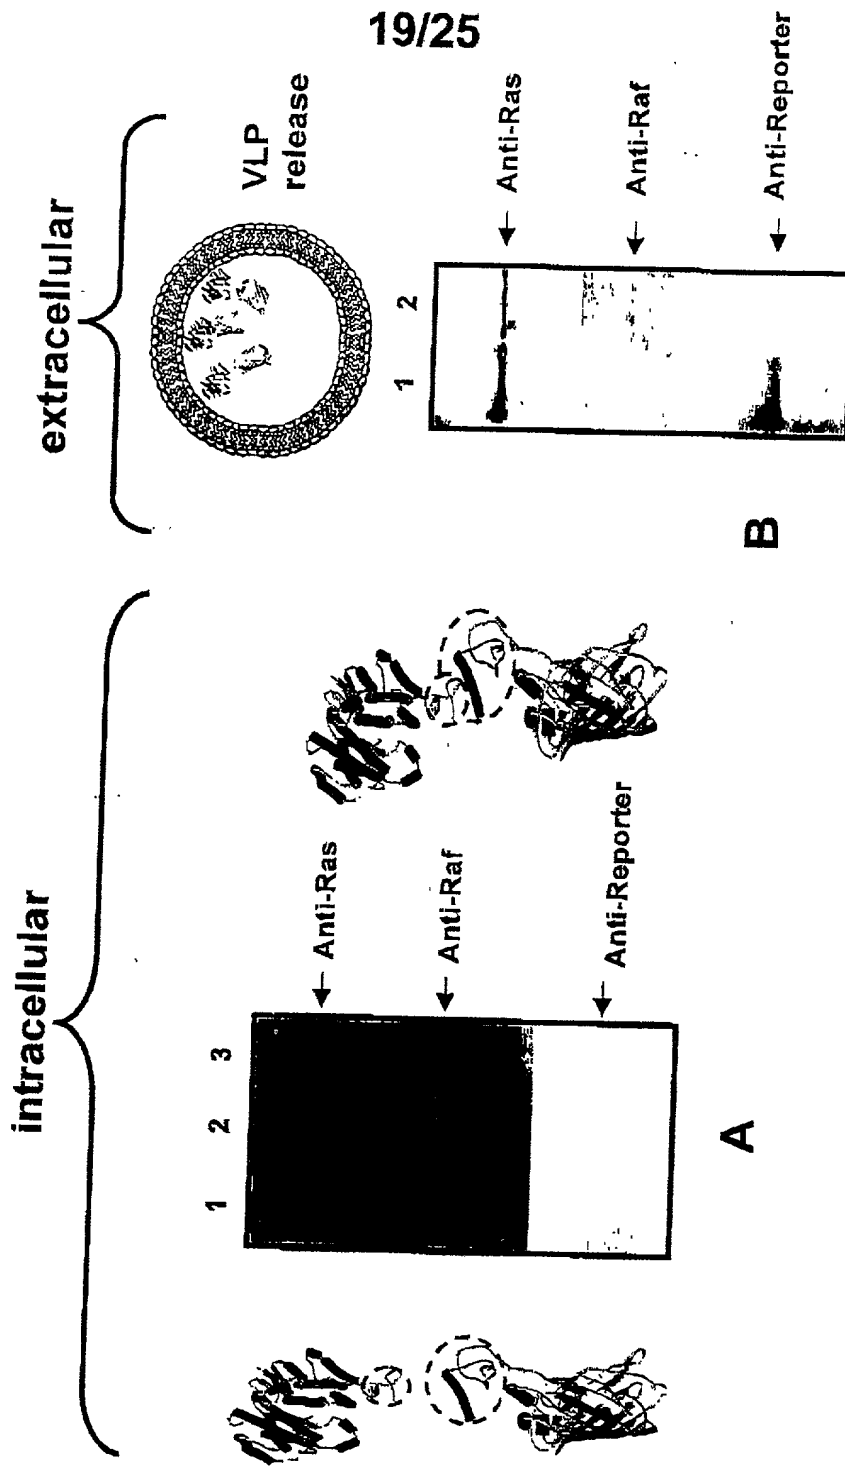 19/25
intracellular
1 2 3
Anti-Ras
Anti-Raf
Anti-Reporter
A
extracellular
VLP
release
1 2
Anti-Ras
Anti-Raf
Anti-Reporter
B